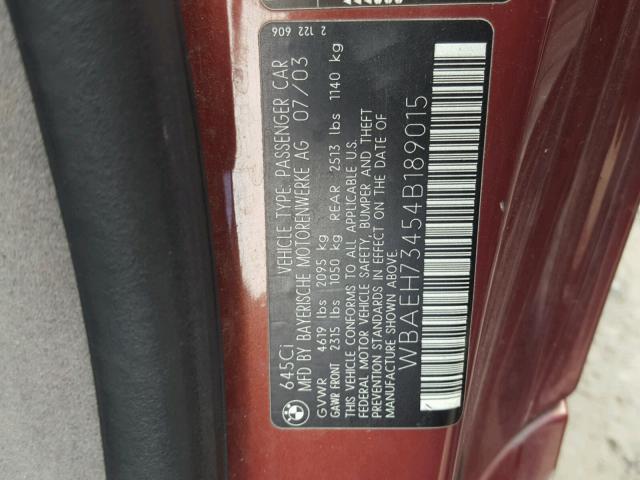 2 122 606
645Ci VEHICLE TYPE: PASSENGER CAR
MFD BY BAYERISCHE MOTORENWERKE AG 07/03
GVWR 4619 lbs 2095 kg
GAWR FRONT 2315 lbs 1050 kg REAR 2513 lbs 1140 kg
THIS VEHICLE CONFORMS TO ALL APPLICABLE U.S.
FEDERAL MOTOR VEHICLE SAFETY, BUMPER AND THEFT
PREVENTION STANDARDS IN EFFECT ON THE DATE OF
MANUFACTURE SHOWN ABOVE.
WBAEH73454B189015